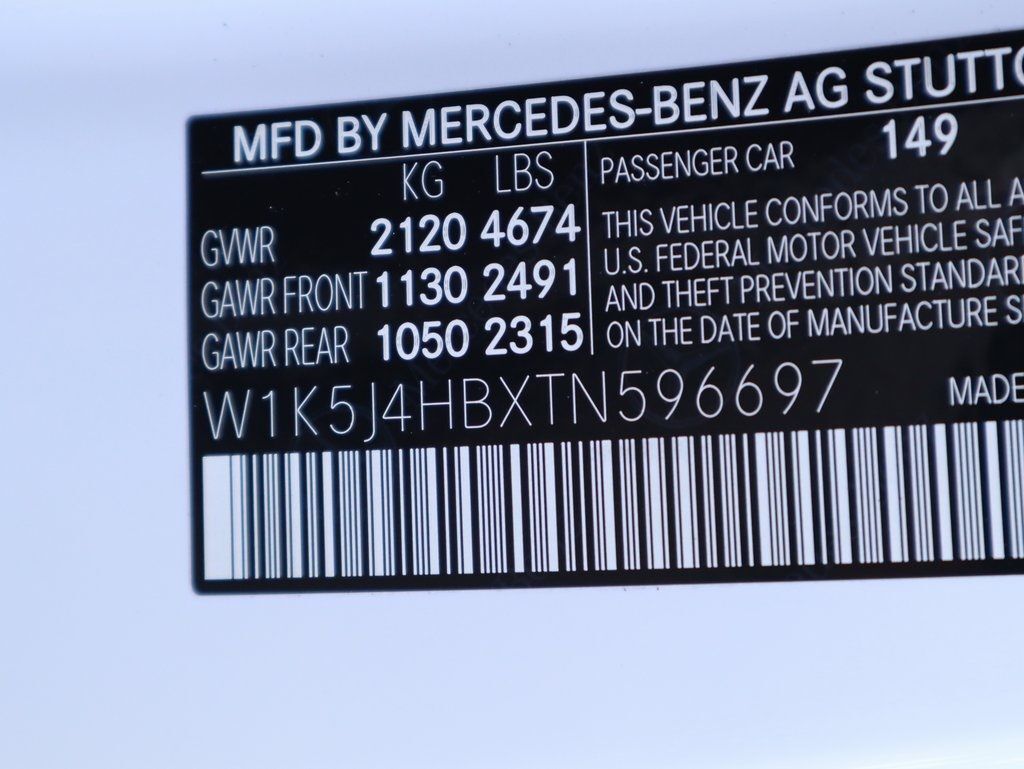 MFD BY MERCEDES-BENZ AG STUTTG
KG LBS
GVWR 2120 4674
GAWR FRONT 1130 2491
GAWR REAR 1050 2315
PASSENGER CAR 149
THIS VEHICLE CONFORMS TO ALL A
U.S. FEDERAL MOTOR VEHICLE SAF
AND THEFT PREVENTION STANDAR
ON THE DATE OF MANUFACTURE S
W1K5J4HBXTN596697
MADE